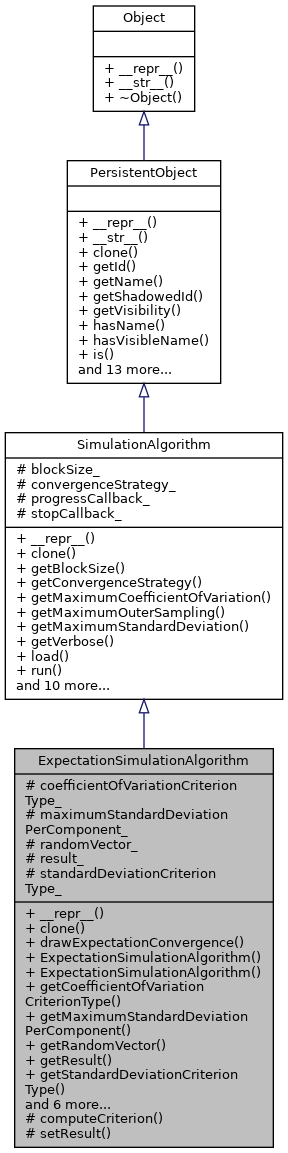 Object
+ __repr__()
+ __str__()
+ ~Object()
PersistentObject
+ __repr__()
+ __str__()
+ clone()
+ getId()
+ getName()
+ getShadowedId()
+ getVisibility()
+ hasName()
+ hasVisibleName()
+ is()
and 13 more...
SimulationAlgorithm
# blockSize_
# convergenceStrategy_
# progressCallback_
# stopCallback_
+ __repr__()
+ clone()
+ getBlockSize()
+ getConvergenceStrategy()
+ getMaximumCoefficientOfVariation()
+ getMaximumOuterSampling()
+ getMaximumStandardDeviation()
+ getVerbose()
+ load()
+ run()
and 10 more...
ExpectationSimulationAlgorithm
# coefficientOfVariationCriterion
Type_
# maximumStandardDeviation
PerComponent_
# randomVector_
# result_
# standardDeviationCriterion
Type_
+ __repr__()
+ clone()
+ drawExpectationConvergence()
+ ExpectationSimulationAlgorithm()
+ ExpectationSimulationAlgorithm()
+ getCoefficientOfVariation
CriterionType()
+ getMaximumStandardDeviation
PerComponent()
+ getRandomVector()
+ getResult()
+ getStandardDeviationCriterion
Type()
and 6 more...
# computeCriterion()
# setResult()